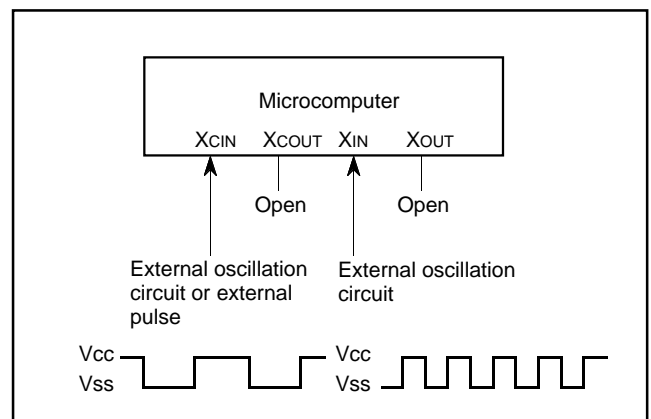 Microcomputer
XCIN XCOUT XIN XOUT
Open Open
External oscillation
circuit or external
pulse
External oscillation
circuit
Vcc
Vss
Vcc
Vss